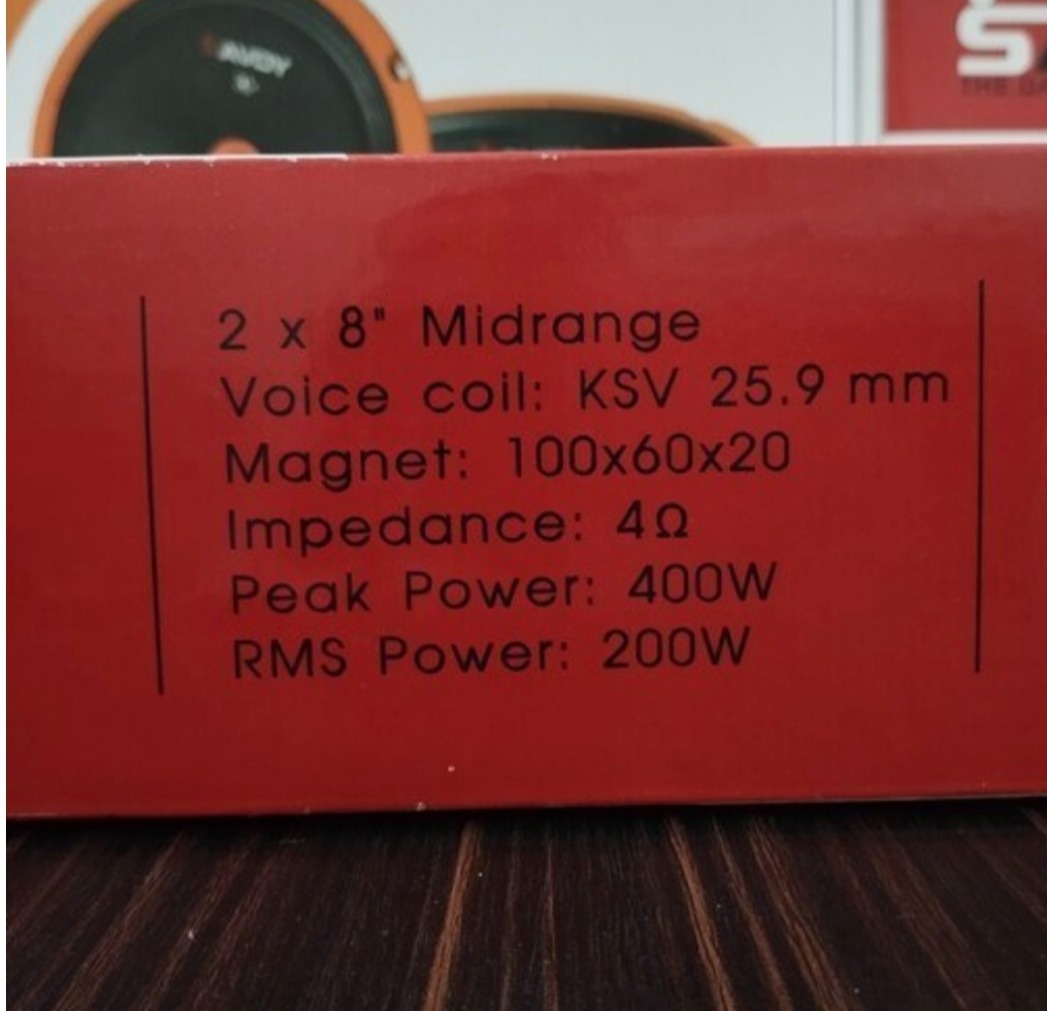 2 x 8" Midrange
Voice coil: KSV 25.9 mm
Magnet: 100x60x20
Impedance: 4Ω
Peak Power: 400W
RMS Power: 200W